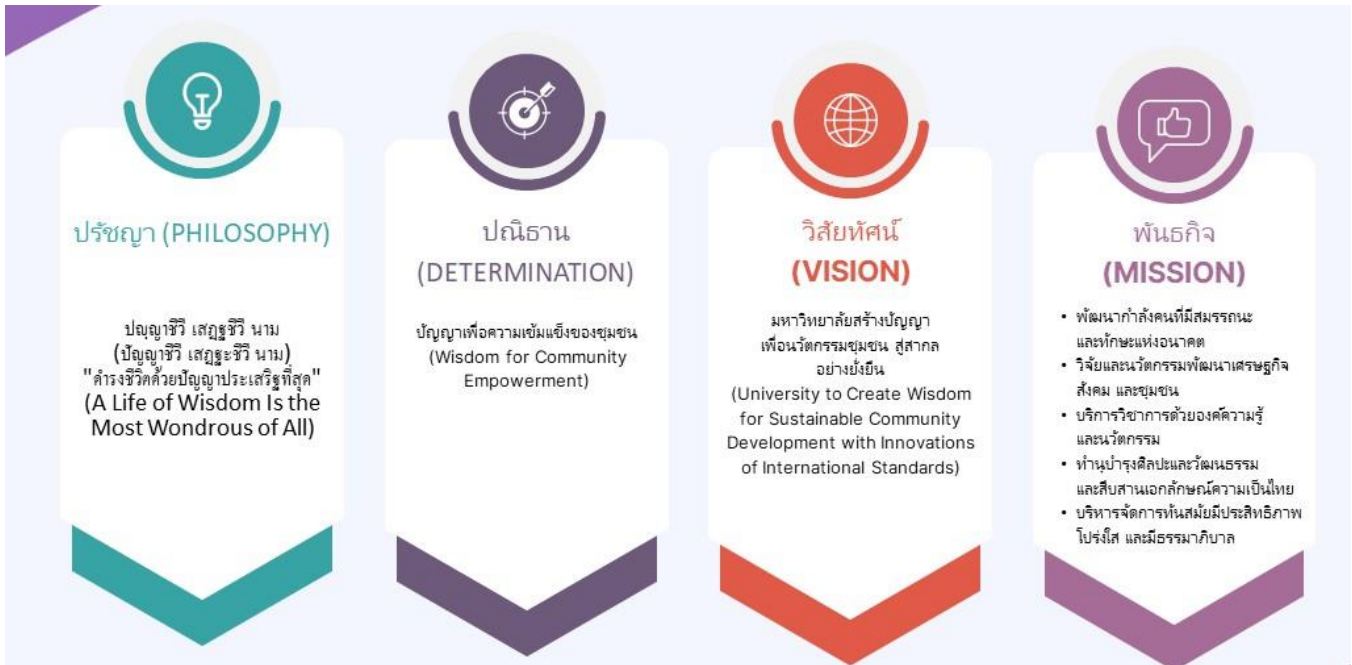 ปรัชญา (PHILOSOPHY)
ปญฺญาชีวี เสฏฺฐชีวี นาม
(ปัญญาชีวี เสฏฐะชีวี นาม)
"ดำรงชีวิตด้วยปัญญาประเสริฐที่สุด"
(A Life of Wisdom Is the
Most Wondrous of All)
ปณิธาน
(DETERMINATION)
ปัญญาเพื่อความเข้มแข็งของชุมชน
(Wisdom for Community
Empowerment)
วิสัยทัศน์
(VISION)
มหาวิทยาลัยสร้างปัญญา
เพื่อนวัตกรรมชุมชน สู่สากล
อย่างยั่งยืน
(University to Create Wisdom
for Sustainable Community
Development with Innovations
of International Standards)
พันธกิจ
(MISSION)
• พัฒนากำลังคนที่มีสมรรถนะ
และทักษะแห่งอนาคต
• วิจัยและนวัตกรรมพัฒนาเศรษฐกิจ
สังคม และชุมชน
• บริการวิชาการด้วยองค์ความรู้
และนวัตกรรม
• ทำนุบำรุงศิลปะและวัฒนธรรม
และสืบสานเอกลักษณ์ความเป็นไทย
• บริหารจัดการทันสมัยมีประสิทธิภาพ
โปร่งใส และมีธรรมาภิบาล